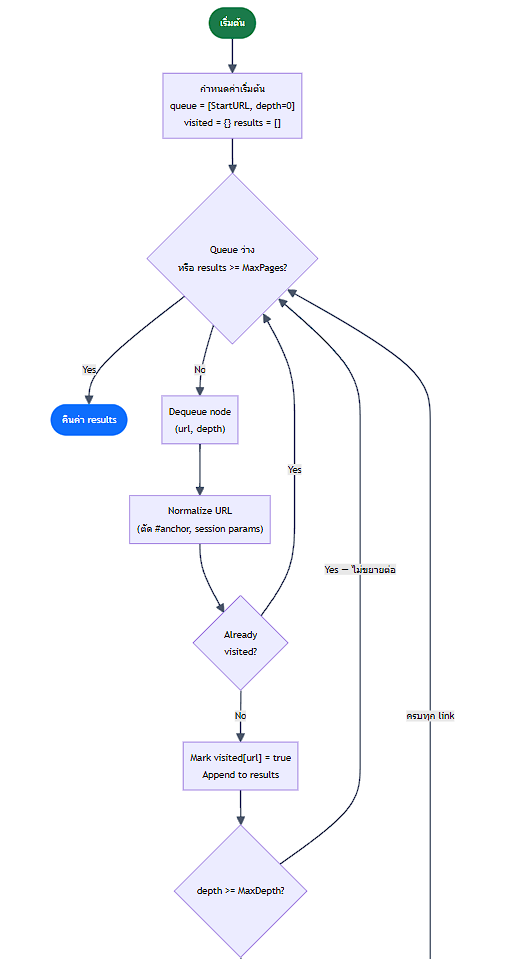 เริ่มต้น
กำหนดค่าเริ่มต้น
queue = [StartURL, depth=0]
visited = {} results = []
Queue ว่าง
หรือ results >= MaxPages?
Yes
No
คืนค่า results
Dequeue node
(url, depth)
Yes
Normalize URL
(ตัด #anchor, session params)
Yes — ไม่ขยายต่อ
Already
visited?
No
ครบทุก link
Mark visited[url] = true
Append to results
depth >= MaxDepth?